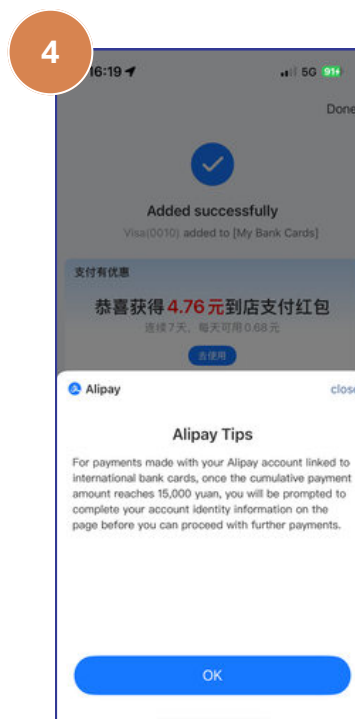 4
16:19
5G 91+
Done
Added successfully
Visa(0010) added to [My Bank Cards]
支付有优惠
恭喜获得4.76元到店支付红包
连续7天，每天可用0.68元
去使用
Alipay
close
Alipay Tips
For payments made with your Alipay account linked to
international bank cards, once the cumulative payment
amount reaches 15,000 yuan, you will be prompted to
complete your account identity information on the
page before you can proceed with further payments.
OK